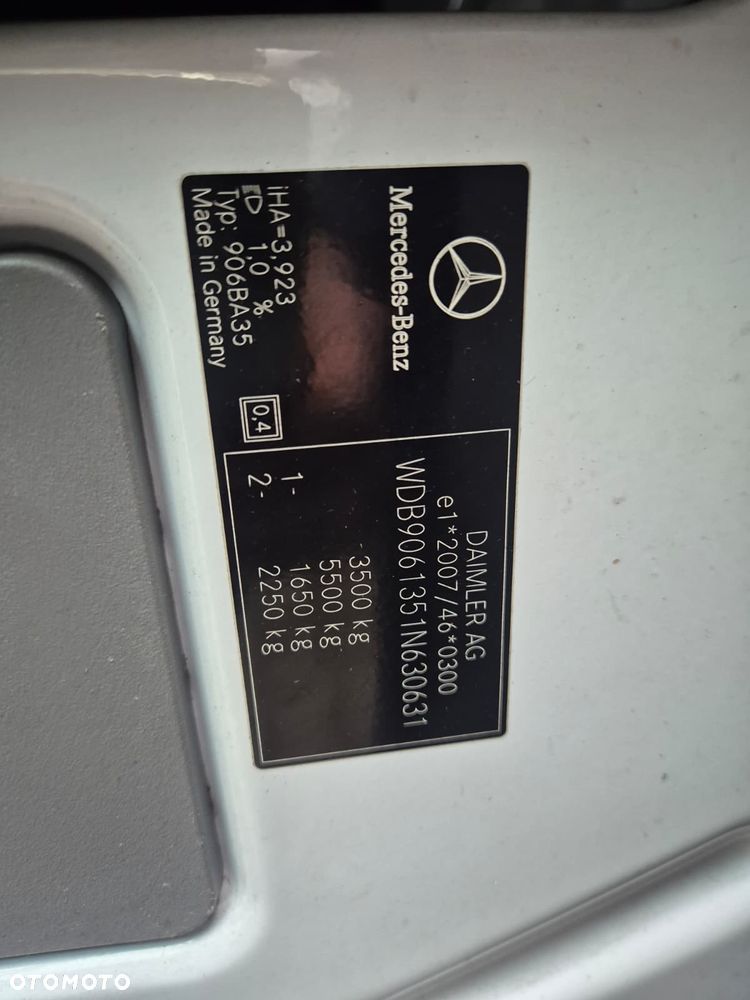 Mercedes-Benz
iHA=3,923
1,0 %
Typ: 906BA35
Made in Germany
0,4
DAIMLER AG
e1*2007/46*0300
WDB9061351N630631
3500 kg
5500 kg
1- 1650 kg
2- 2250 kg
OTOMOTO